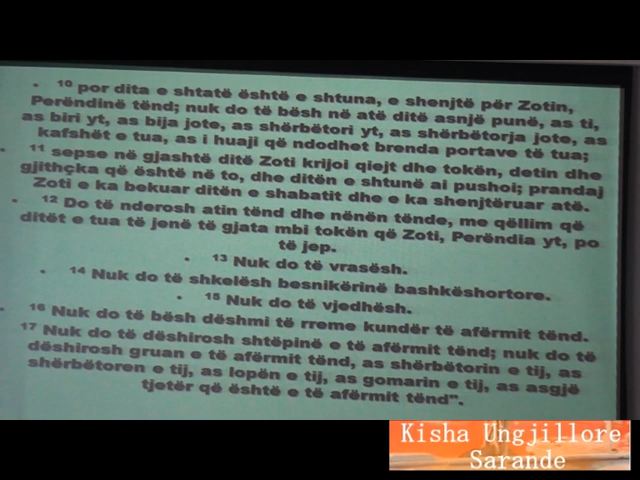 • 10 por dita e shtatë është e shtuna, e shenjtë për Zotin,
Perëndinë tënd; nuk do të bësh në atë ditë asnjë punë, as ti,
as biri yt, as bija jote, as shërbëtori yt, as shërbëtorja jote, as
kafshët e tua, as i huaji që ndodhet brenda portave të tua;
• 11 sepse në gjashtë ditë Zoti krijoi qiejt dhe tokën, detin dhe
gjithçka që është në to, dhe ditën e shtunë ai pushoi; prandaj
Zoti e ka bekuar ditën e shabatit dhe e ka shenjtëruar atë.
• 12 Do të nderosh atin tënd dhe nënën tënde, me qëllim që
ditët e tua të jenë të gjata mbi tokën që Zoti, Perëndia yt, po
të jep.
• 13 Nuk do të vrasësh.
• 14 Nuk do të shkelësh besnikërinë bashkëshortore.
• 15 Nuk do të vjedhësh.
• 16 Nuk do të bësh dëshmi të rreme kundër të afërmit tënd.
17 Nuk do të dëshirosh shtëpinë e të afërmit tënd; nuk do të
dëshirosh gruan e të afërmit tënd, as shërbëtorin e tij, as
shërbëtoren e tij, as lopën e tij, as gomarin e tij, as asgjë
tjetër që është e të afërmit tënd".
Kisha Ungjillore
Sarande